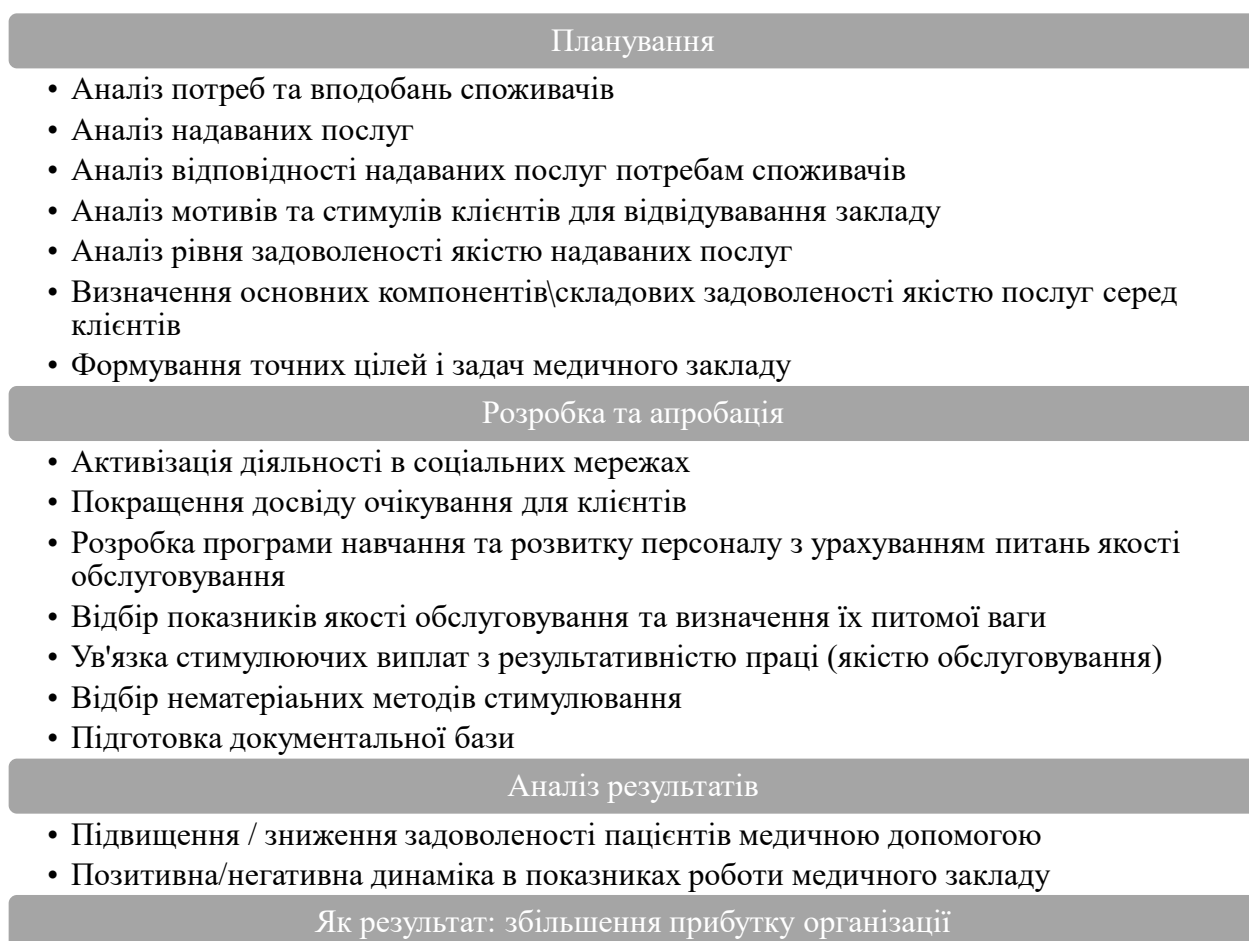 Планування
• Аналіз потреб та вподобань споживачів
• Аналіз надаваних послуг
• Аналіз відповідності надаваних послуг потребам споживачів
• Аналіз мотивів та стимулів клієнтів для відвідувавання закладу
• Аналіз рівня задоволеності якістю надаваних послуг
• Визначення основних компонентів\складових задоволеності якістю послуг серед
клієнтів
• Формування точних цілей і задач медичного закладу
Розробка та апробація
• Активізація діяльності в соціальних мережах
• Покращення досвіду очікування для клієнтів
• Розробка програми навчання та розвитку персоналу з урахуванням питань якості
обслуговування
• Відбір показників якості обслуговування та визначення їх питомої ваги
• Ув'язка стимулюючих виплат з результативністю праці (якістю обслуговування)
• Відбір нематеріаьних методів стимулювання
• Підготовка документальної бази
Аналіз результатів
• Підвищення / зниження задоволеності пацієнтів медичною допомогою
• Позитивна/негативна динаміка в показниках роботи медичного закладу
Як результат: збільшення прибутку організації